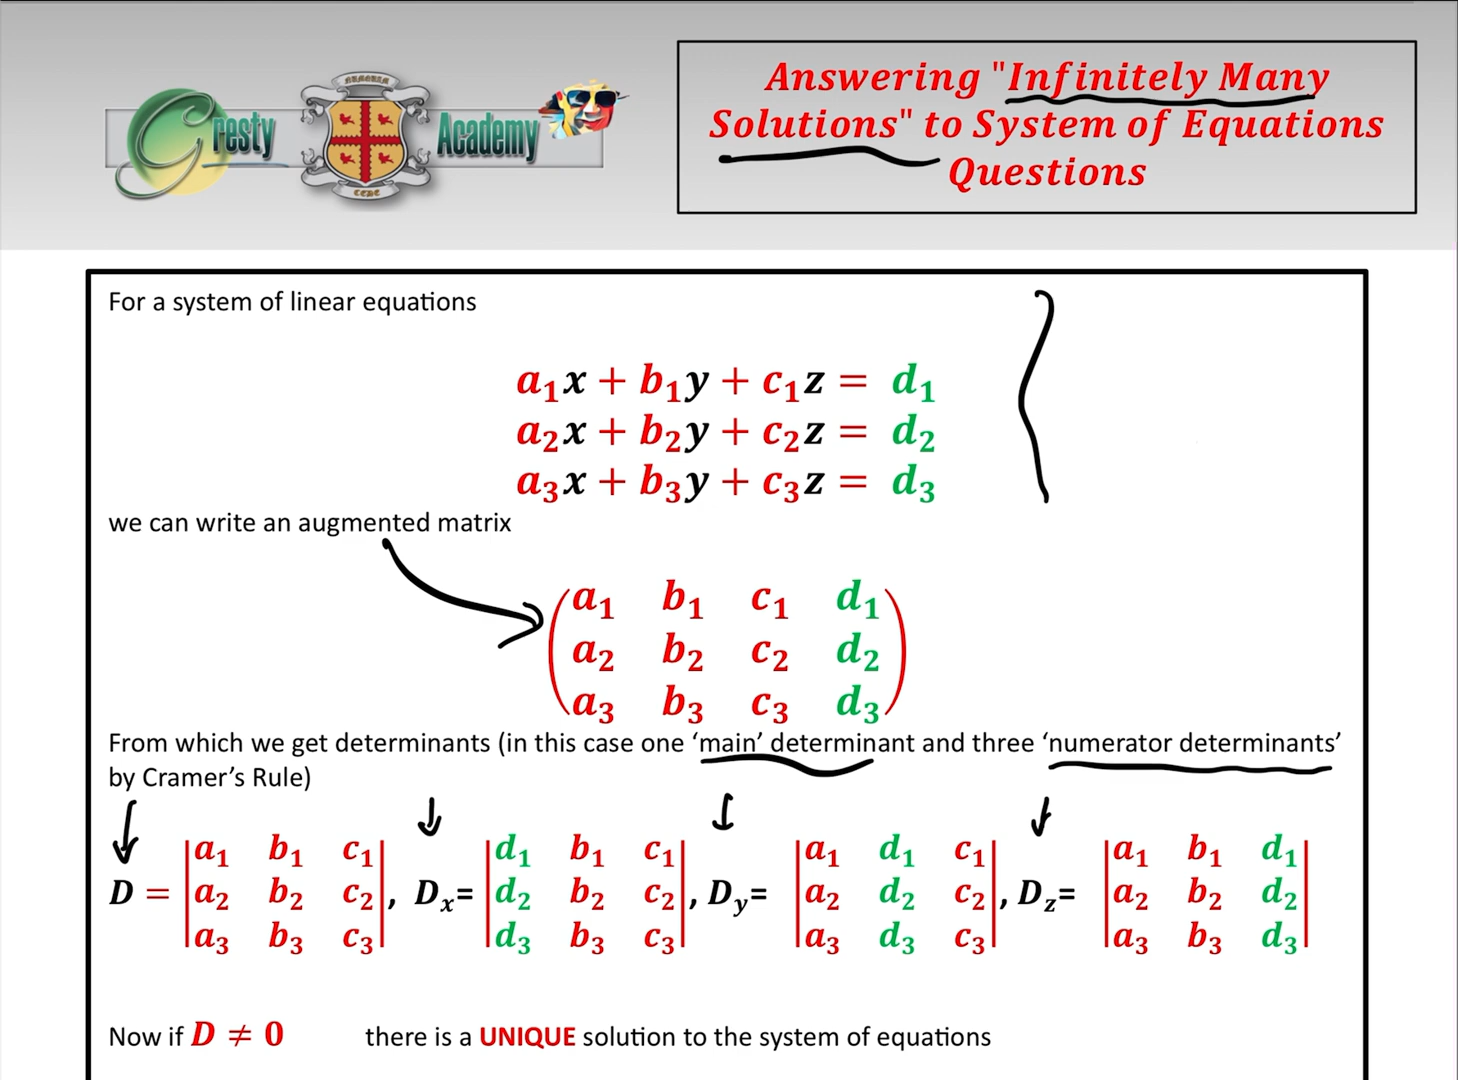 Gresty
NEMOREM
CEDE
Academy
Answering "Infinitely Many
Solutions" to System of Equations
Questions
For a system of linear equations
a₁x + b₁y + c₁z = d₁
a₂x + b₂y + c₂z = d₂
a₃x + b₃y + c₃z = d₃
we can write an augmented matrix
a₁ b₁ c₁ d₁
a₂ b₂ c₂ d₂
a₃ b₃ c₃ d₃
From which we get determinants (in this case one ‘main’ determinant and three ‘numerator determinants’
by Cramer’s Rule)
D = |a₁ b₁ c₁; a₂ b₂ c₂; a₃ b₃ c₃|, Dₓ= |d₁ b₁ c₁; d₂ b₂ c₂; d₃ b₃ c₃|, Dy= |a₁ d₁ c₁; a₂ d₂ c₂; a₃ d₃ c₃|, Dz= |a₁ b₁ d₁; a₂ b₂ d₂; a₃ b₃ d₃|
Now if D ≠ 0 there is a UNIQUE solution to the system of equations